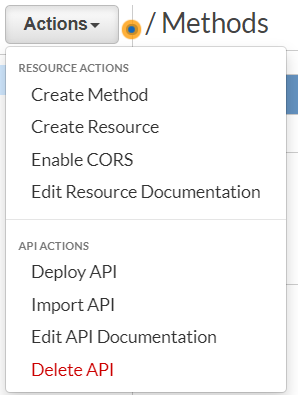 Actions / Methods
RESOURCE ACTIONS
Create Method
Create Resource
Enable CORS
Edit Resource Documentation
API ACTIONS
Deploy API
Import API
Edit API Documentation
Delete API